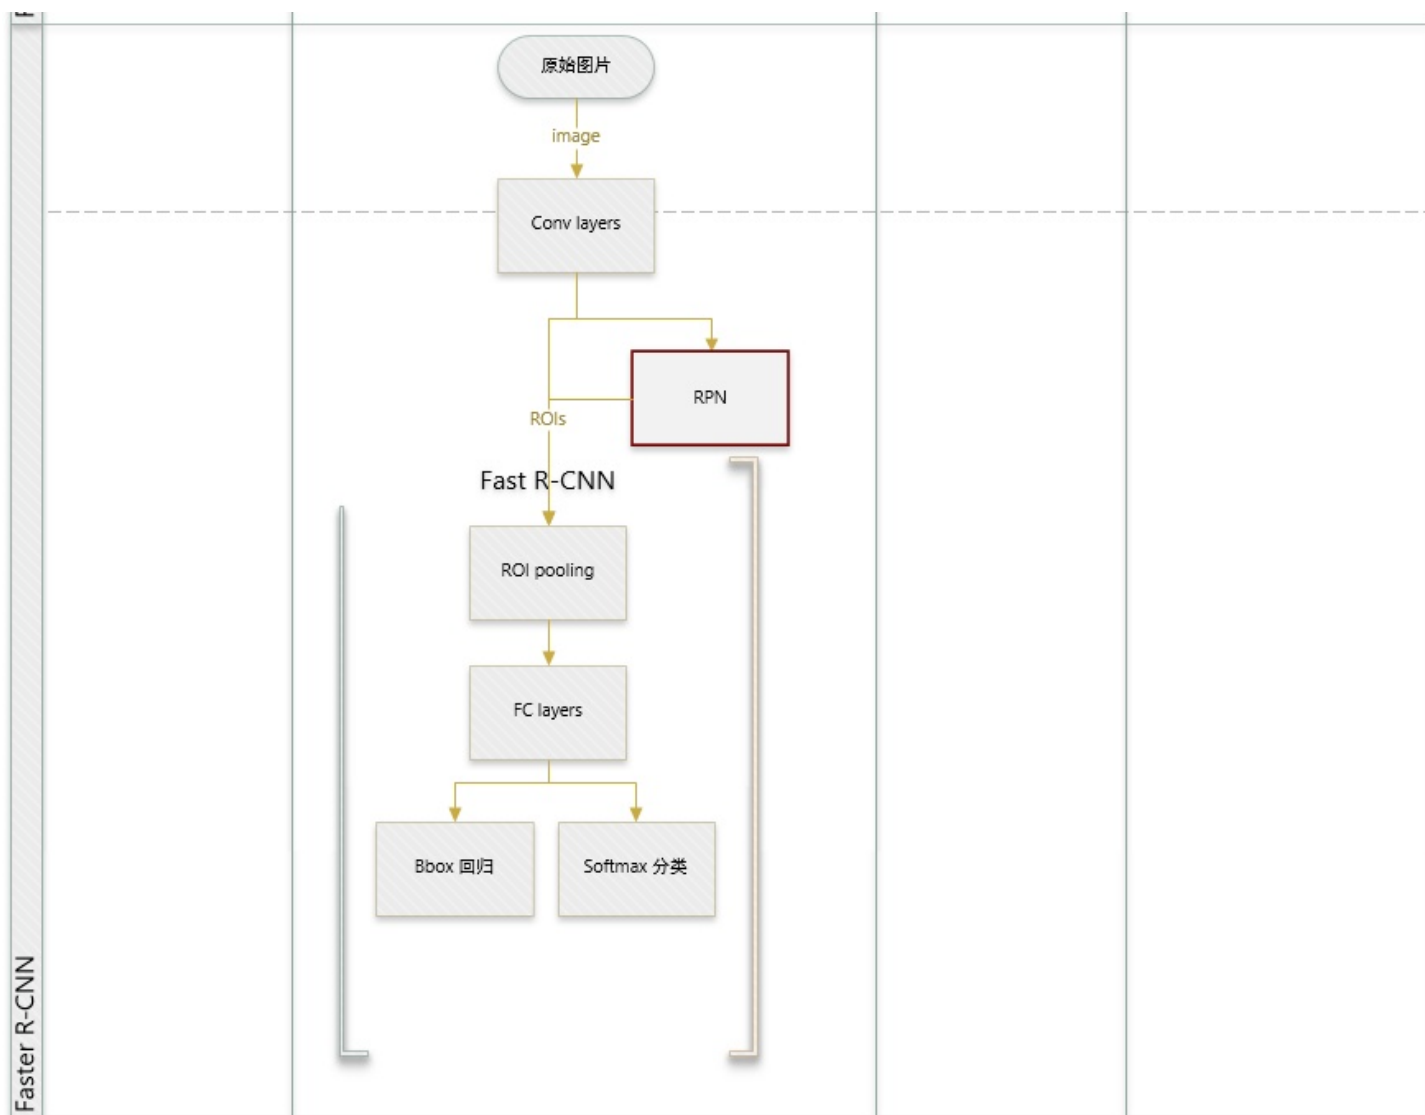 原始图片
image
Conv layers
RPN
ROIs
Fast R-CNN
ROI pooling
FC layers
Bbox 回归
Softmax 分类
Faster R-CNN